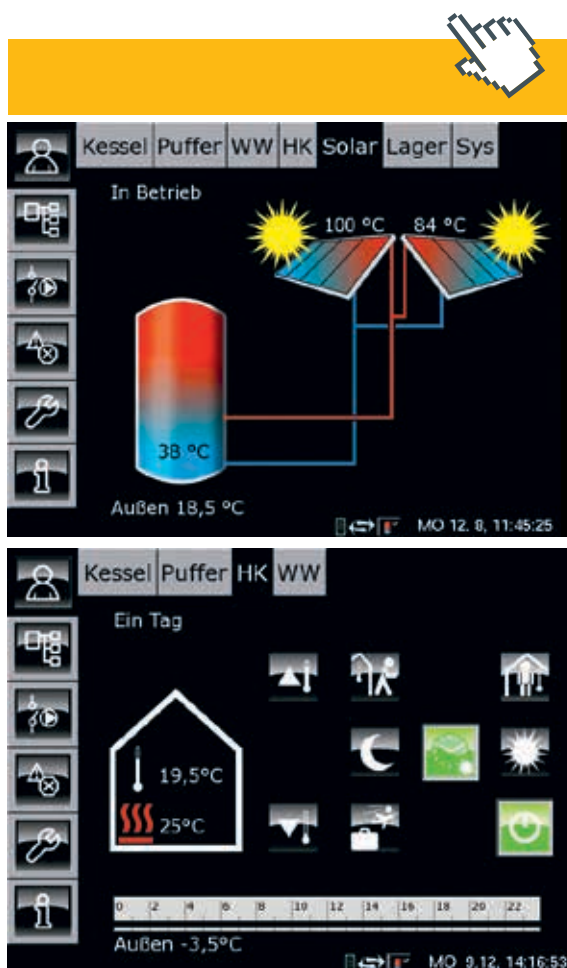 Kessel Puffer WW HK Solar Lager Sys
In Betrieb
100 °C 84 °C
38 °C
Außen 18,5 °C
MO 12. 8, 11:45:25
Kessel Puffer HK WW
Ein Tag
19,5°C
25°C
0 2 4 6 8 10 12 14 16 18 20 22
Außen -3,5°C
MO 9.12. 14:16:53